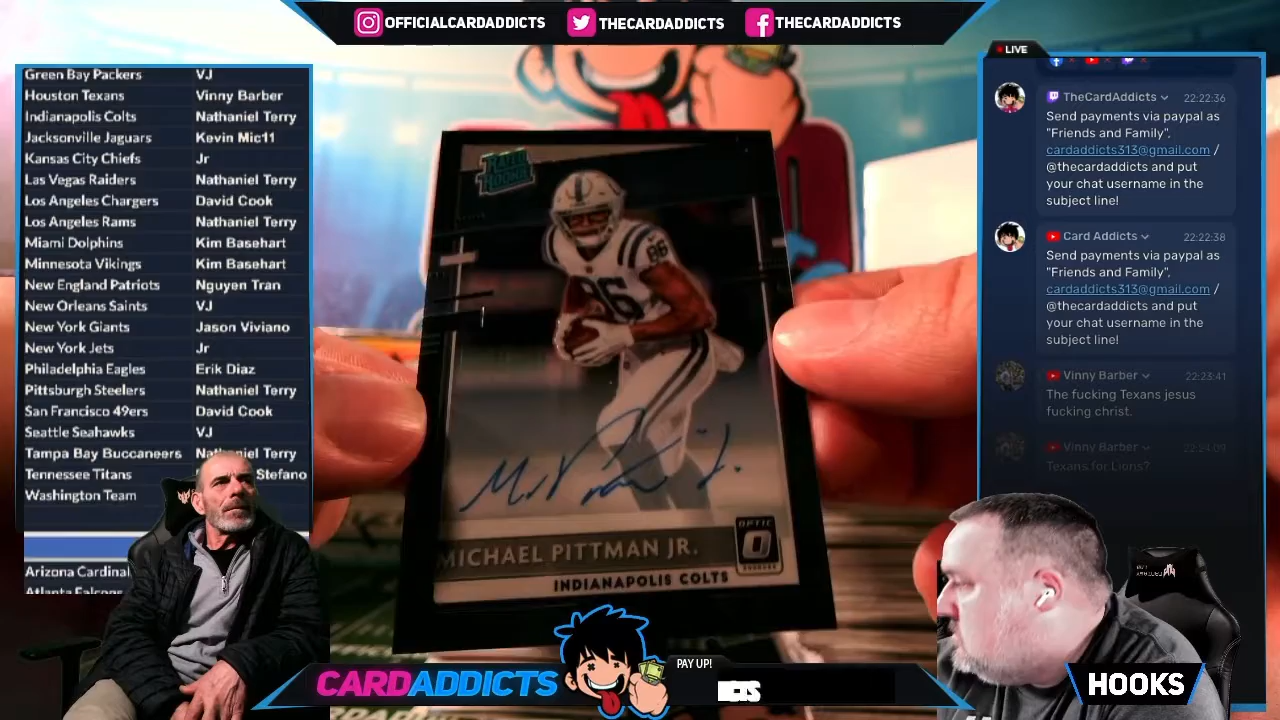 OFFICIALCARDADDICTS THECARDADDICTS THECARDADDICTS
LIVE
Green Bay Packers VJ
Houston Texans Vinny Barber
Indianapolis Colts Nathaniel Terry
Jacksonville Jaguars Kevin Mic11
Kansas City Chiefs Jr
Las Vegas Raiders Nathaniel Terry
Los Angeles Chargers David Cook
Los Angeles Rams Nathaniel Terry
Miami Dolphins Kim Basehart
Minnesota Vikings Kim Basehart
New England Patriots Nguyen Tran
New Orleans Saints VJ
New York Giants Jason Viviano
New York Jets Jr
Philadelphia Eagles Erik Diaz
Pittsburgh Steelers Nathaniel Terry
San Francisco 49ers David Cook
Seattle Seahawks VJ
Tampa Bay Buccaneers Nathaniel Terry
Tennessee Titans Stefano
Washington Team
Arizona Cardinal
Atlanta Falcons
RATED
ROOKIE
86
86
MICHAEL PITTMAN JR.
INDIANAPOLIS COLTS
OPTIC
TheCardAddicts 22:22:36
Send payments via paypal as
"Friends and Family",
cardaddicts313@gmail.com /
@thecardaddicts and put
your chat username in the
subject line!
Card Addicts 22:22:38
Send payments via paypal as
"Friends and Family",
cardaddicts313@gmail.com /
@thecardaddicts and put
your chat username in the
subject line!
Vinny Barber 22:23:41
The fucking Texans jesus
fucking christ.
Vinny Barber 22:24:09
Texans for Lions?
CARDADDICTS
PAY UP!
HOOKS